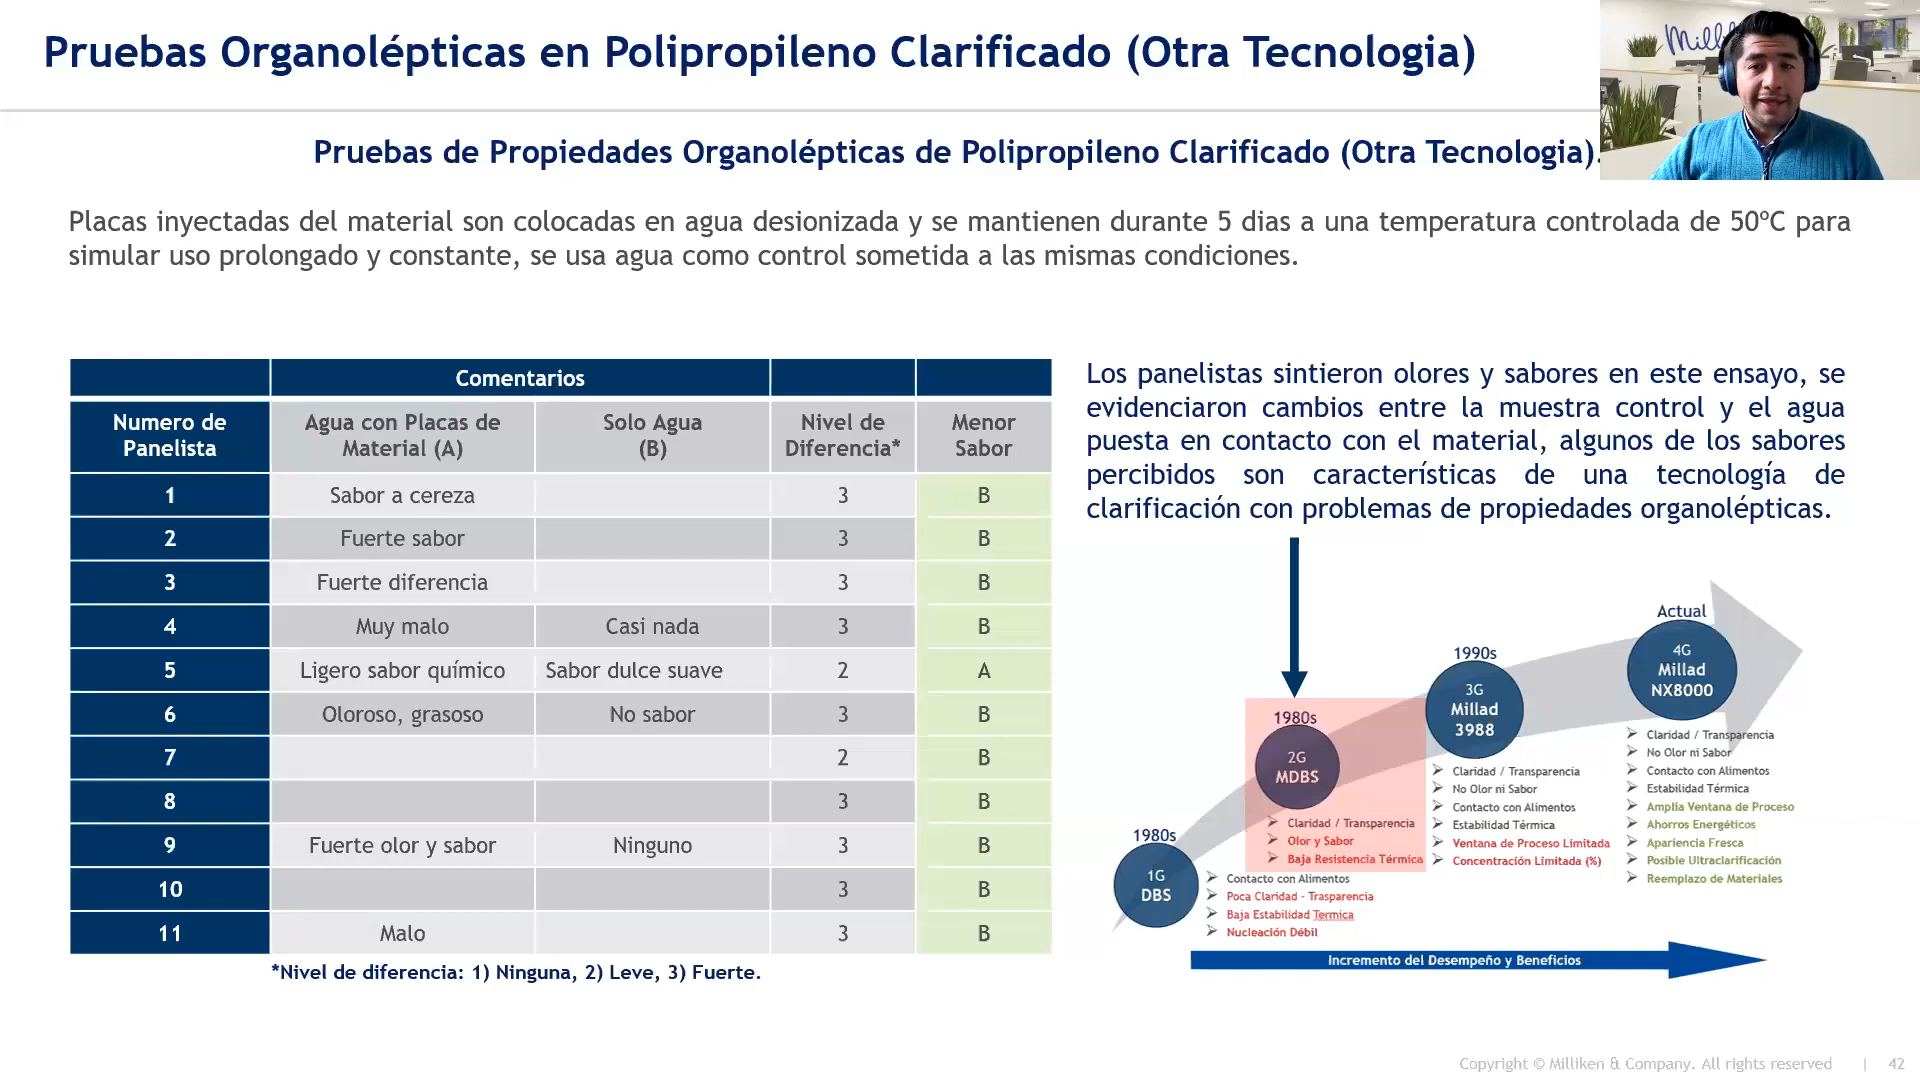 Pruebas Organolépticas en Polipropileno Clarificado (Otra Tecnologia)
Pruebas de Propiedades Organolépticas de Polipropileno Clarificado (Otra Tecnologia).
Placas inyectadas del material son colocadas en agua desionizada y se mantienen durante 5 dias a una temperatura controlada de 50ºC para
simular uso prolongado y constante, se usa agua como control sometida a las mismas condiciones.
Comentarios
Numero de Panelista Agua con Placas de Material (A) Solo Agua (B) Nivel de Diferencia* Menor Sabor
1 Sabor a cereza 3 B
2 Fuerte sabor 3 B
3 Fuerte diferencia 3 B
4 Muy malo Casi nada 3 B
5 Ligero sabor químico Sabor dulce suave 2 A
6 Oloroso, grasoso No sabor 3 B
7 2 B
8 3 B
9 Fuerte olor y sabor Ninguno 3 B
10 3 B
11 Malo 3 B
*Nivel de diferencia: 1) Ninguna, 2) Leve, 3) Fuerte.
Los panelistas sintieron olores y sabores en este ensayo, se
evidenciaron cambios entre la muestra control y el agua
puesta en contacto con el material, algunos de los sabores
percibidos son características de una tecnología de
clarificación con problemas de propiedades organolépticas.
1980s
1G
DBS
Contacto con Alimentos
Poca Claridad - Trasparencia
Baja Estabilidad Termica
Nucleación Débil
1980s
2G
MDBS
Claridad / Transparencia
Olor y Sabor
Baja Resistencia Térmica
1990s
3G
Millad
3988
Claridad / Transparencia
No Olor ni Sabor
Contacto con Alimentos
Estabilidad Térmica
Ventana de Proceso Limitada
Concentración Limitada (%)
Actual
4G
Millad
NX8000
Claridad / Transparencia
No Olor ni Sabor
Contacto con Alimentos
Estabilidad Térmica
Amplia Ventana de Proceso
Ahorros Energéticos
Apariencia Fresca
Posible Ultraclarificación
Reemplazo de Materiales
Incremento del Desempeño y Beneficios
Copyright © Milliken & Company. All rights reserved | 42